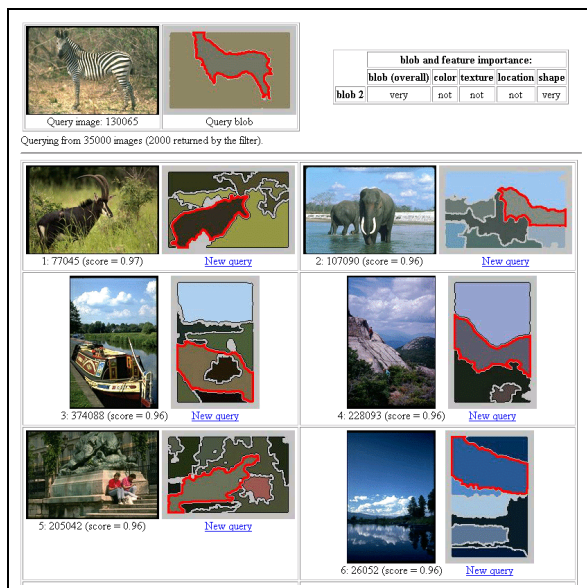 blob and feature importance:
blob (overall) color texture location shape
blob 2 very not not not very
Query image: 130065 Query blob
Querying from 35000 images (2000 returned by the filter).
1: 77045 (score = 0.97) New query
2: 107090 (score = 0.96) New query
3: 374088 (score = 0.96) New query
4: 228093 (score = 0.96) New query
5: 205042 (score = 0.96) New query
6: 26052 (score = 0.96) New query